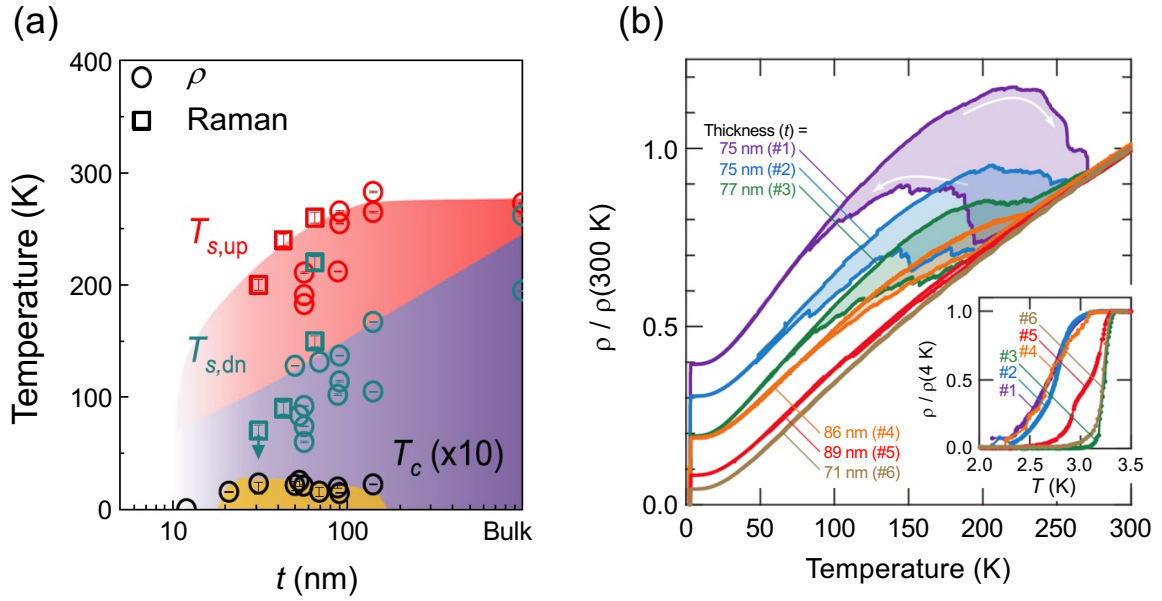 (a)
400
300
200
100
0
Temperature (K)
ρ
Raman
T_{s,up}
T_{s,dn}
T_c (x10)
10
100
Bulk
t (nm)
(b)
1.0
0.5
0.0
ρ / ρ(300 K)
Thickness (t) =
75 nm (#1)
75 nm (#2)
77 nm (#3)
86 nm (#4)
89 nm (#5)
71 nm (#6)
1.0
0.5
0.0
ρ / ρ(4 K)
#6
#5
#4
#3
#2
#1
2.0
2.5
3.0
3.5
T (K)
0
50
100
150
200
250
300
Temperature (K)